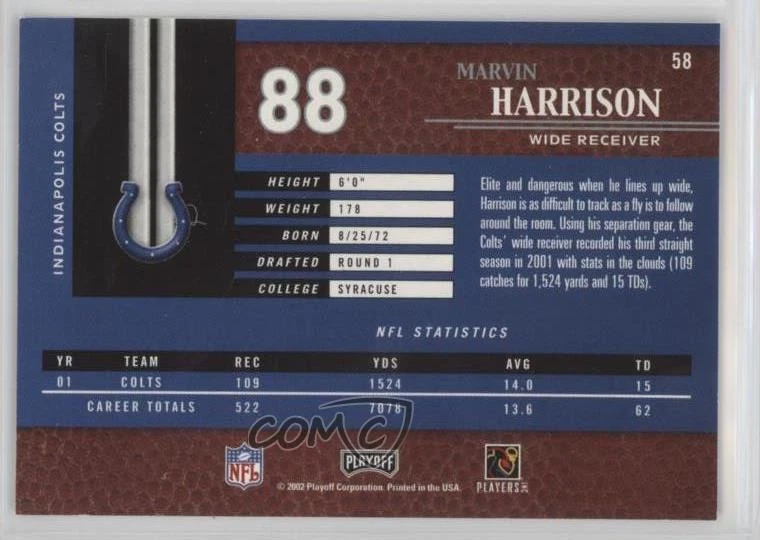 INDIANAPOLIS COLTS
58
88
MARVIN
HARRISON
WIDE RECEIVER
HEIGHT 6'0"
WEIGHT 178
BORN 8/25/72
DRAFTED ROUND 1
COLLEGE SYRACUSE
Elite and dangerous when he lines up wide,
Harrison is as difficult to track as a fly is to follow
around the room. Using his separation gear, the
Colts' wide receiver recorded his third straight
season in 2001 with stats in the clouds (109
catches for 1,524 yards and 15 TDs).
NFL STATISTICS
YR TEAM REC YDS AVG TD
01 COLTS 109 1524 14.0 15
CAREER TOTALS 522 7078 13.6 62
COMC
NFL PLAYOFF PLAYERS INC
© 2002 Playoff Corporation. Printed in the USA.